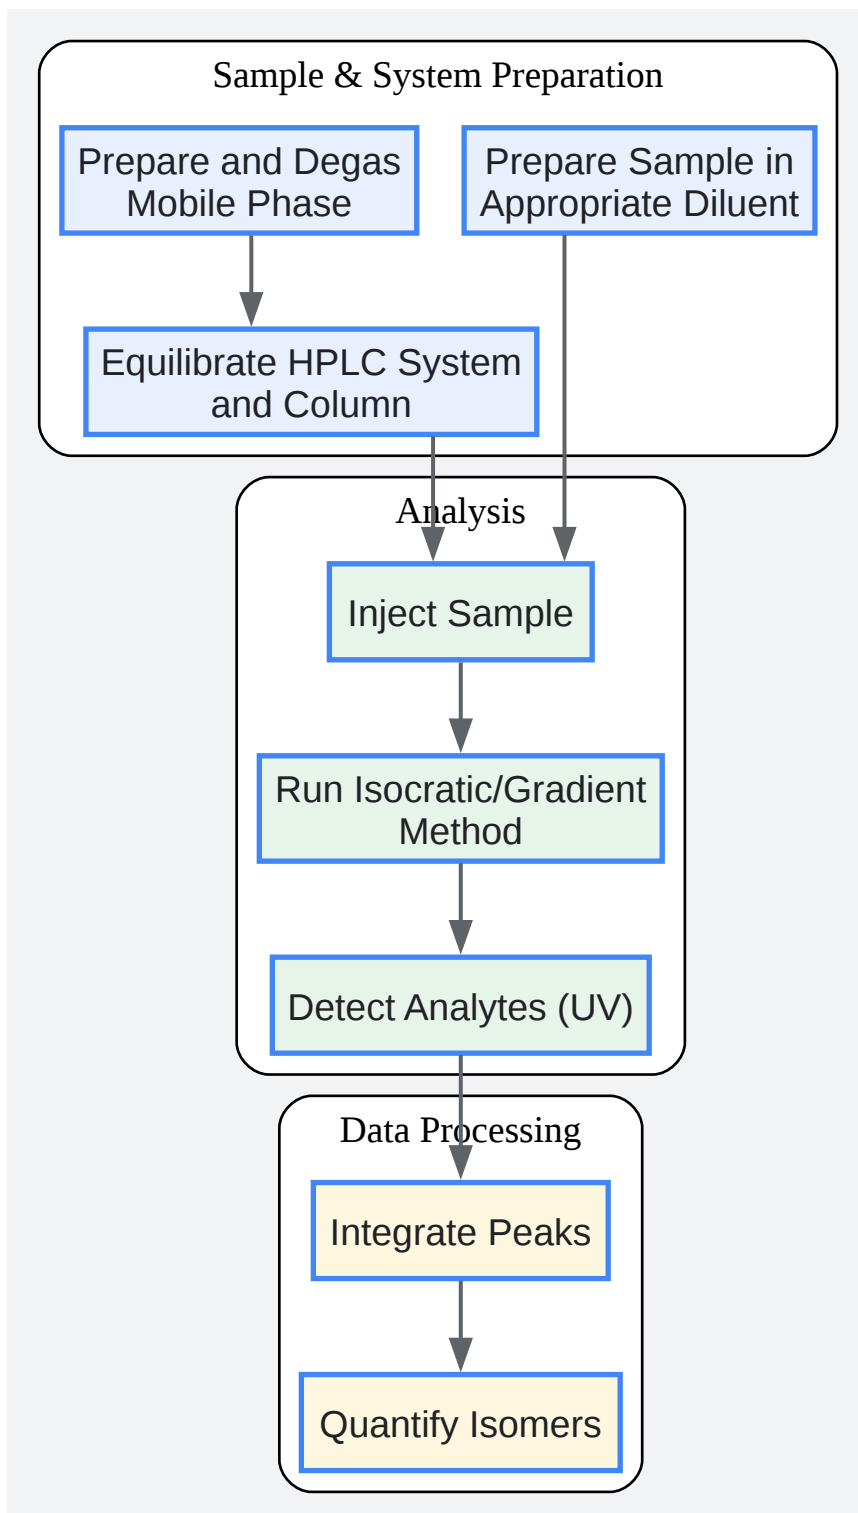 Sample & System Preparation
Prepare and Degas
Mobile Phase
Prepare Sample in
Appropriate Diluent
Equilibrate HPLC System
and Column
Analysis
Inject Sample
Run Isocratic/Gradient
Method
Detect Analytes (UV)
Data Processing
Integrate Peaks
Quantify Isomers